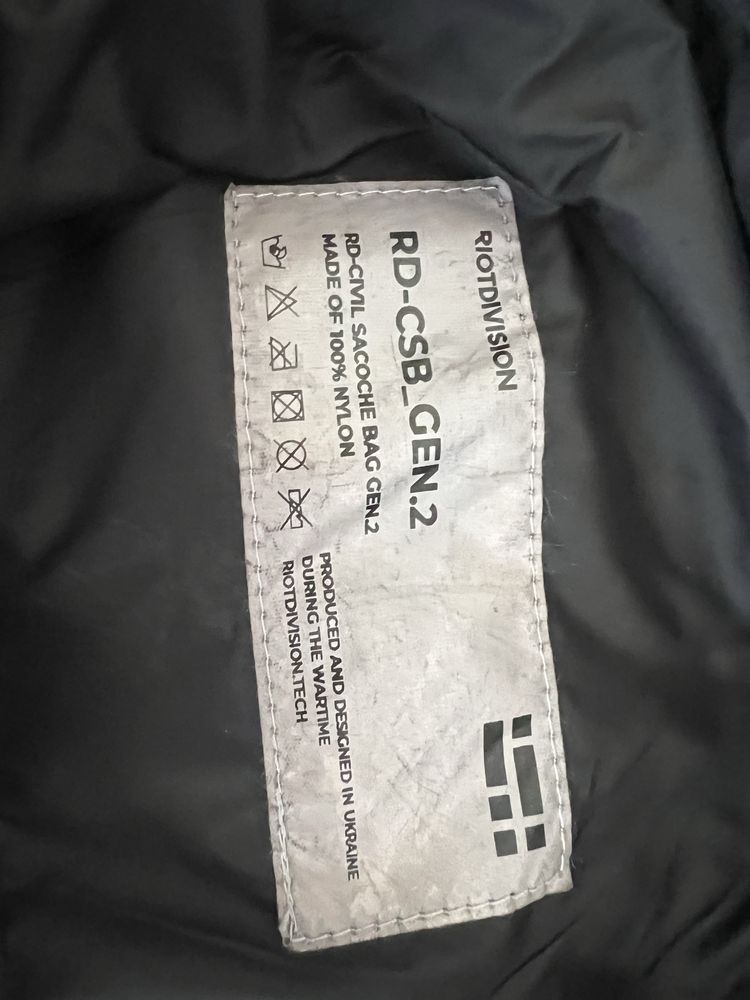 RIOTDIVISION
RD-CSB_GEN.2
RD-CIVIL SACOCHE BAG GEN.2
MADE OF 100% NYLON
PRODUCED AND DESIGNED IN UKRAINE
DURING THE WARTIME
RIOTDIVISION.TECH